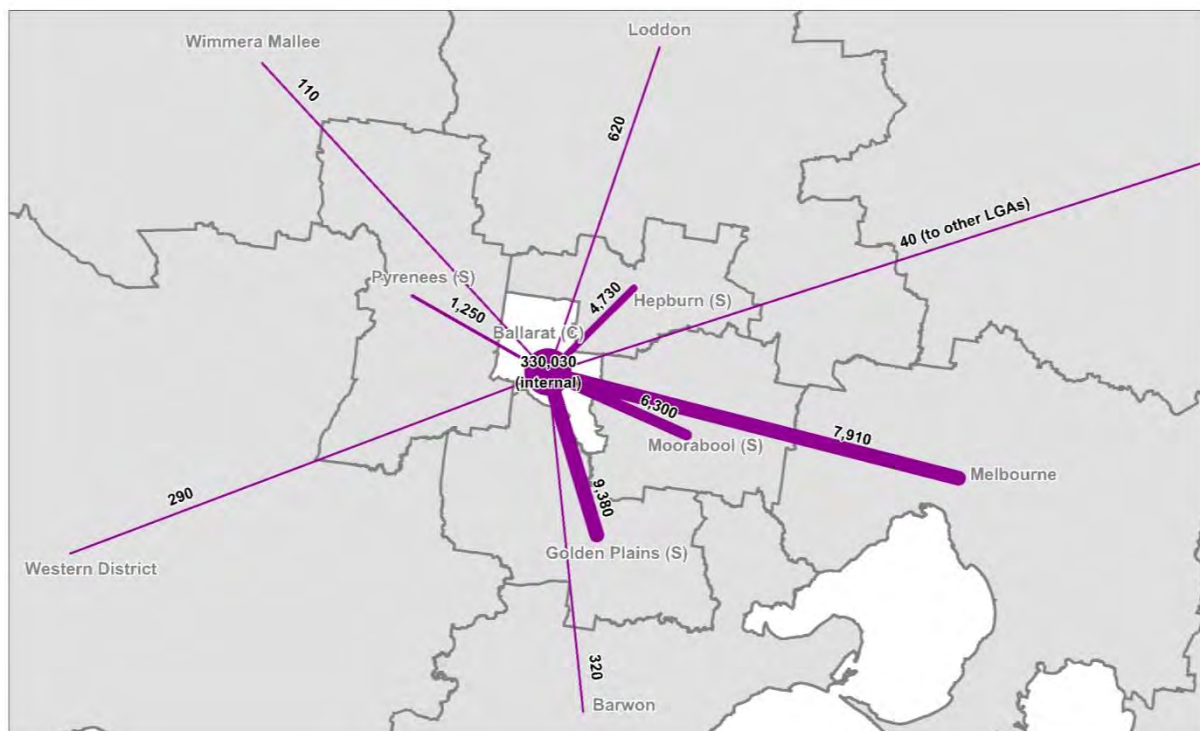 Wimmera Mallee
Loddon
110
620
40 (to other LGAs)
Pyrenees (S)
1,250
4,730
Hepburn (S)
Ballarat (C)
330,030
(internal)
6,300
7,910
Moorabool (S)
Melbourne
290
9,380
Golden Plains (S)
Western District
320
Barwon